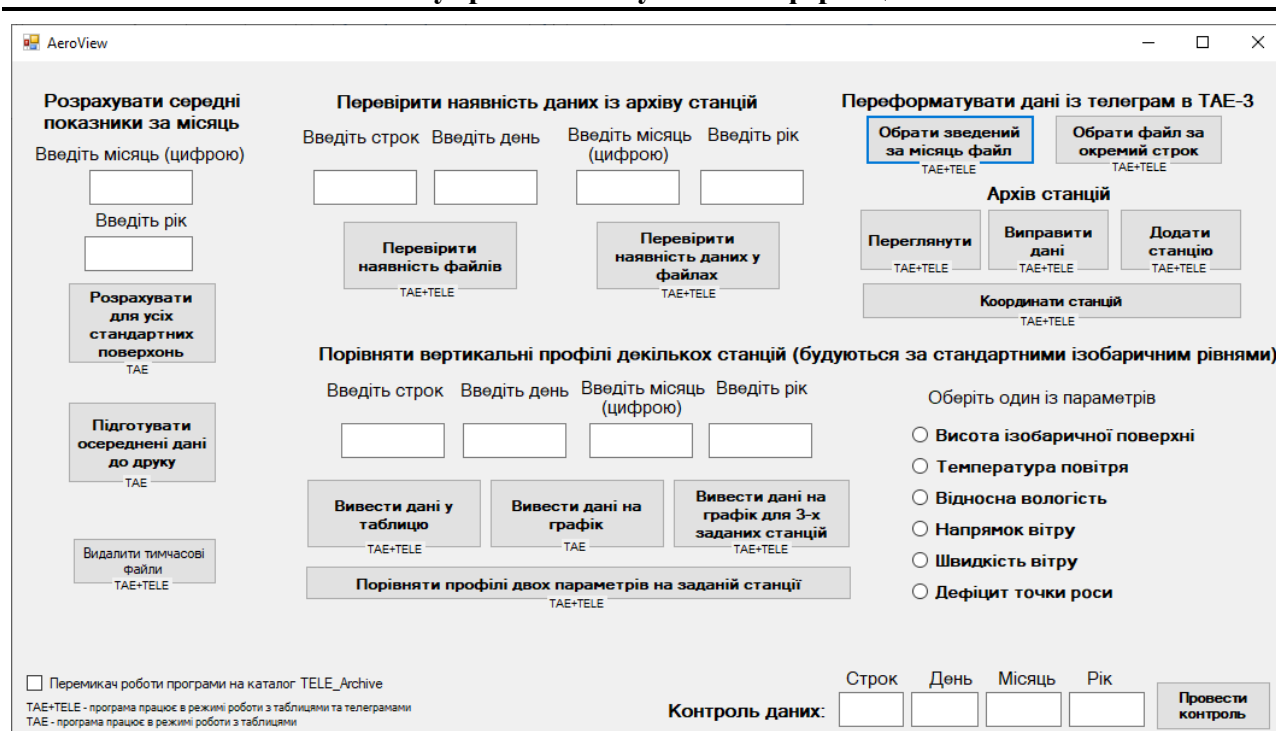 AeroView
Розрахувати середні
показники за місяць
Введіть місяць (цифрою)
Введіть рік
Розрахувати
для усіх
стандартних
поверхонь
TAE
Підготувати
осереднені дані
до друку
TAE
Видалити тимчасові
файли
TAE+TELE
Перевірити наявність даних із архіву станцій
Введіть строк Введіть день Введіть місяць (цифрою) Введіть рік
Перевірити
наявність файлів
TAE+TELE
Перевірити
наявність даних у
файлах
TAE+TELE
Переформатувати дані із телеграм в ТАЕ-3
Обрати зведений
за місяць файл
TAE+TELE
Обрати файл за
окремий строк
TAE+TELE
Архів станцій
Переглянути
TAE+TELE
Виправити
дані
TAE+TELE
Додати
станцію
TAE+TELE
Координати станцій
TAE+TELE
Порівняти вертикальні профілі декількох станцій (будуються за стандартними ізобаричним рівнями)
Введіть строк Введіть день Введіть місяць (цифрою) Введіть рік
Вивести дані у
таблицю
TAE+TELE
Вивести дані на
графік
TAE
Вивести дані на
графік для 3-х
заданих станцій
TAE+TELE
Порівняти профілі двох параметрів на заданій станції
TAE+TELE
Оберіть один із параметрів
Висота ізобаричної поверхні
Температура повітря
Відносна вологість
Напрямок вітру
Швидкість вітру
Дефіцит точки роси
Перемикач роботи програми на каталог TELE_Archive
TAE+TELE - програма працює в режимі роботи з таблицями та телеграмами
TAE - програма працює в режимі роботи з таблицями
Контроль даних:
Строк День Місяць Рік
Провести
контроль